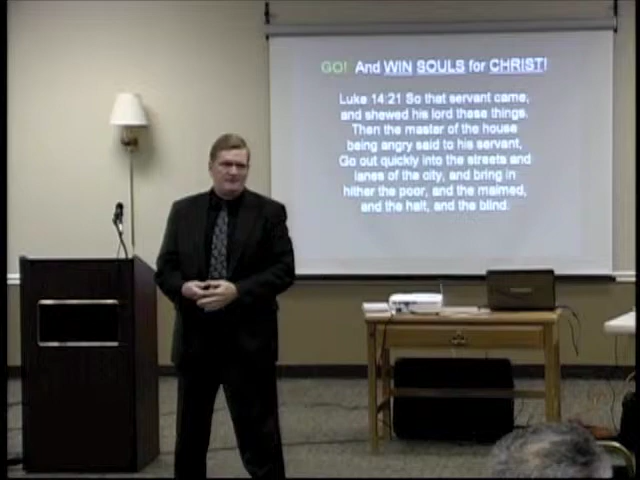 GO! And WIN SOULS for CHRIST!
Luke 14:21 So that servant came,
and shewed his lord these things.
Then the master of the house
being angry said to his servant,
Go out quickly into the streets and
lanes of the city, and bring in
hither the poor, and the maimed,
and the halt, and the blind.